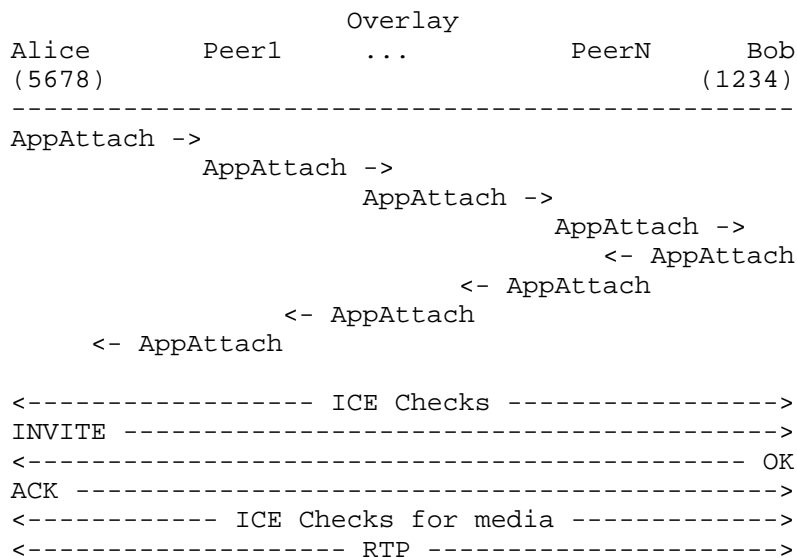 Overlay
Alice       Peer1     ...          PeerN      Bob
(5678)                                     (1234)
-------------------------------------------------
AppAttach ->
            AppAttach ->
                      AppAttach ->
                                  AppAttach ->
                                     <- AppAttach
                            <- AppAttach
                 <- AppAttach
     <- AppAttach

<------------------ ICE Checks ----------------->
INVITE ----------------------------------------->
<--------------------------------------------- OK
ACK -------------------------------------------->
<------------ ICE Checks for media ------------->
<-------------------- RTP ---------------------->